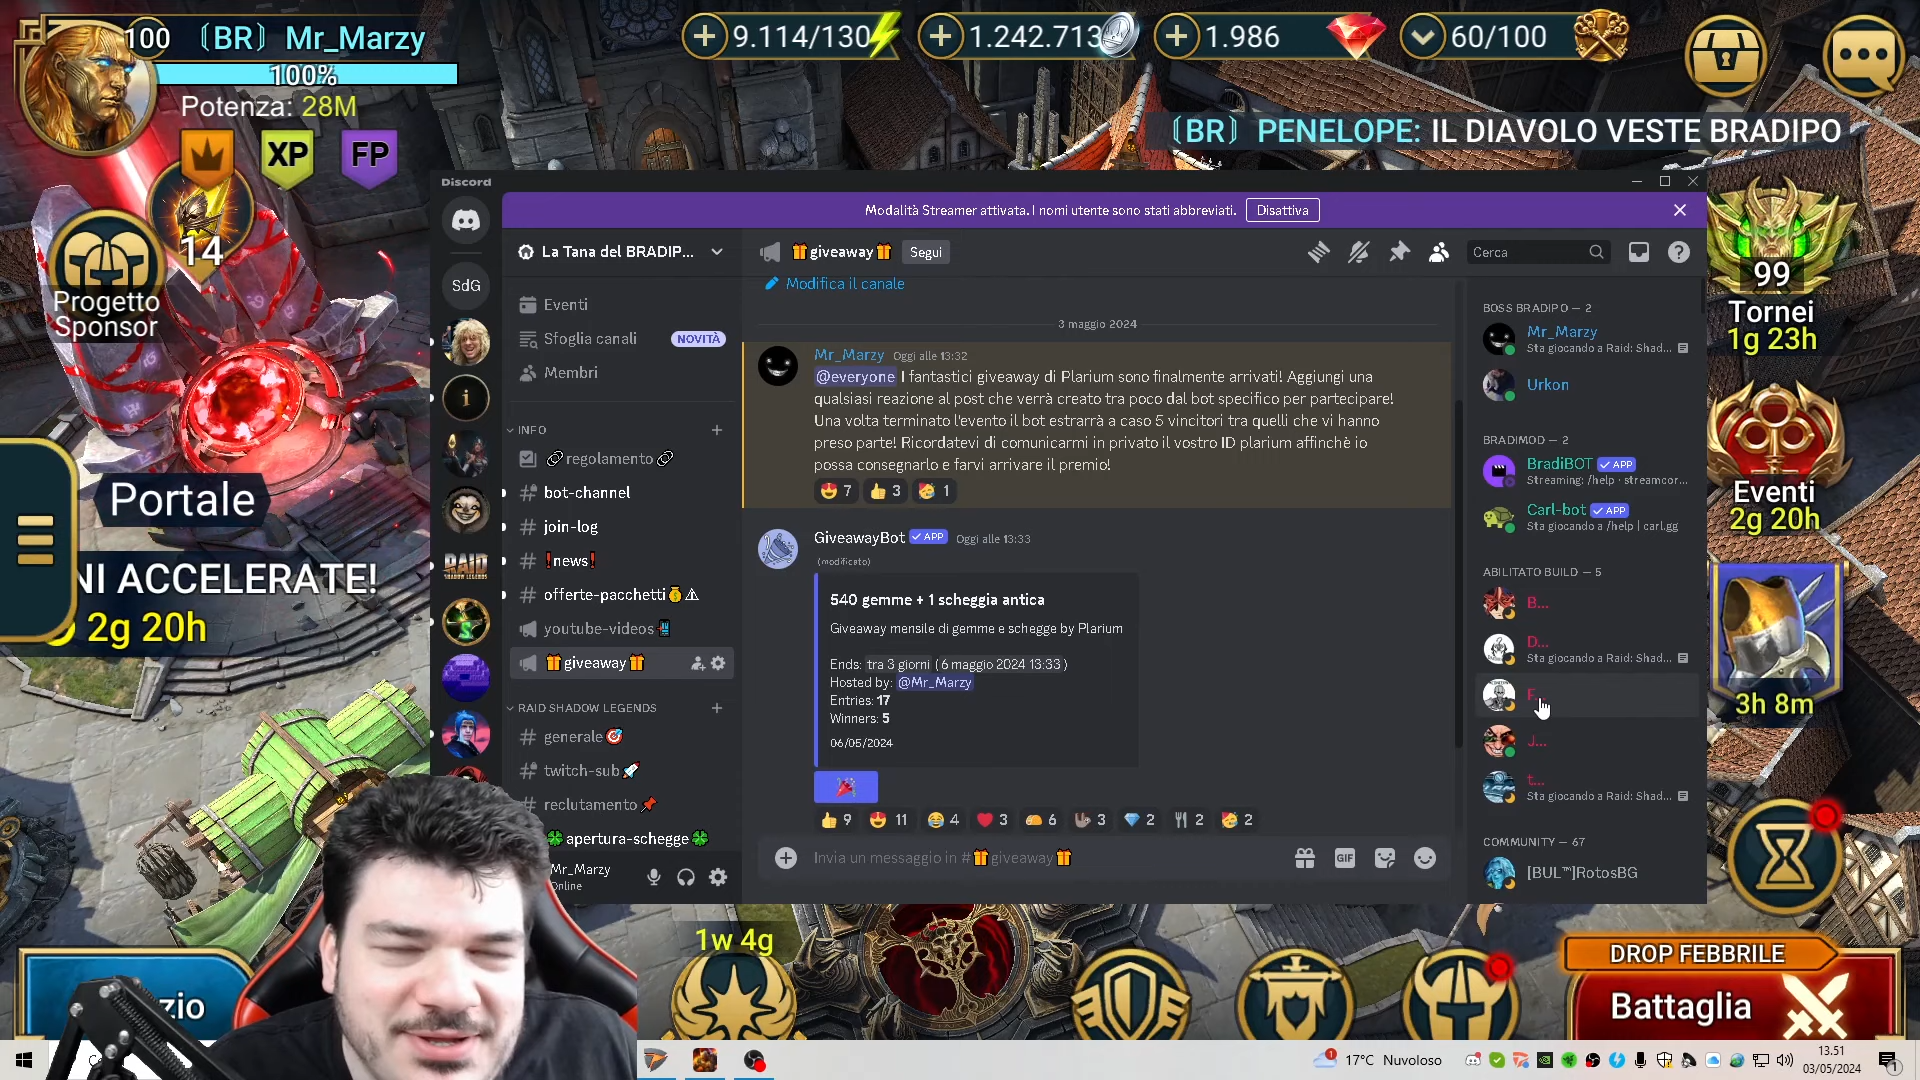 100 〔BR〕 Mr_Marzy
100%
Potenza: 28M
XP FP
14
Progetto
Sponsor
Portale
NI ACCELERATE!
2g 20h
9.114/130
1.242.713
1.986
60/100
〔BR〕 PENELOPE: IL DIAVOLO VESTE BRADIPO
99
Tornei
1g 23h
Eventi
2g 20h
3h 8m
Discord
Modalità Streamer attivata. I nomi utente sono stati abbreviati. Disattiva
SdG
i
RAID
La Tana del BRADIP...
Eventi
Sfoglia canali NOVITÀ
Membri
INFO
regolamento
bot-channel
join-log
❗news❗
offerte-pacchetti💰⚠
youtube-videos
🎁giveaway🎁
RAID SHADOW LEGENDS
generale🎯
twitch-sub🚀
reclutamento📌
🍀apertura-schegge🍀
Mr_Marzy
Online
🎁giveaway🎁 Segui
Cerca
Modifica il canale
3 maggio 2024
Mr_Marzy Oggi alle 13:32
@everyone I fantastici giveaway di Plarium sono finalmente arrivati! Aggiungi una
qualsiasi reazione al post che verrà creato tra poco dal bot specifico per partecipare!
Una volta terminato l'evento il bot estrarrà a caso 5 vincitori tra quelli che vi hanno
preso parte! Ricordatevi di comunicarmi in privato il vostro ID plarium affinchè io
possa consegnarlo e farvi arrivare il premio!
😍 7 👍 3 🥳 1
GiveawayBot ✓ APP Oggi alle 13:33
(modificato)
540 gemme + 1 scheggia antica
Giveaway mensile di gemme e schegge by Plarium
Ends: tra 3 giorni ( 6 maggio 2024 13:33 )
Hosted by: @Mr_Marzy
Entries: 17
Winners: 5
06/05/2024
🎉
👍 9 😍 11 😂 4 ❤ 3 6 3 💎 2 🍴 2 🥳 2
Invia un messaggio in #🎁giveaway🎁
GIF
BOSS BRADIPO — 2
Mr_Marzy
Sta giocando a Raid: Shad...
Urkon
BRADIMOD — 2
BradiBOT ✓ APP
Streaming: /help · streamcor...
Carl-bot ✓ APP
Sta giocando a /help | carl.gg
ABILITATO BUILD — 5
B...
D...
Sta giocando a Raid: Shad...
J...
t...
Sta giocando a Raid: Shad...
COMMUNITY — 67
[BUL™]RotosBG
1w 4g
DROP FEBBRILE
Battaglia
zio
17°C Nuvoloso
13.51
03/05/2024